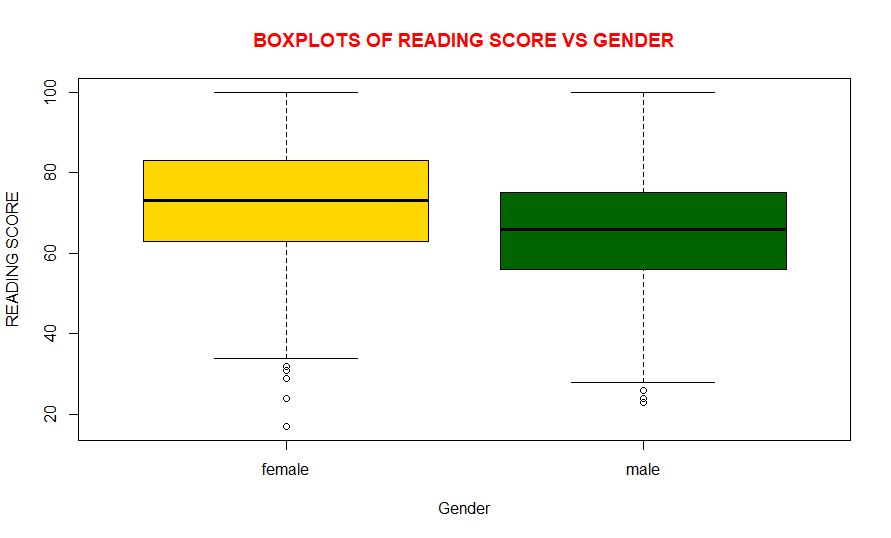 BOXPLOTS OF READING SCORE VS GENDER
READING SCORE
100
80
60
40
20
female
male
Gender